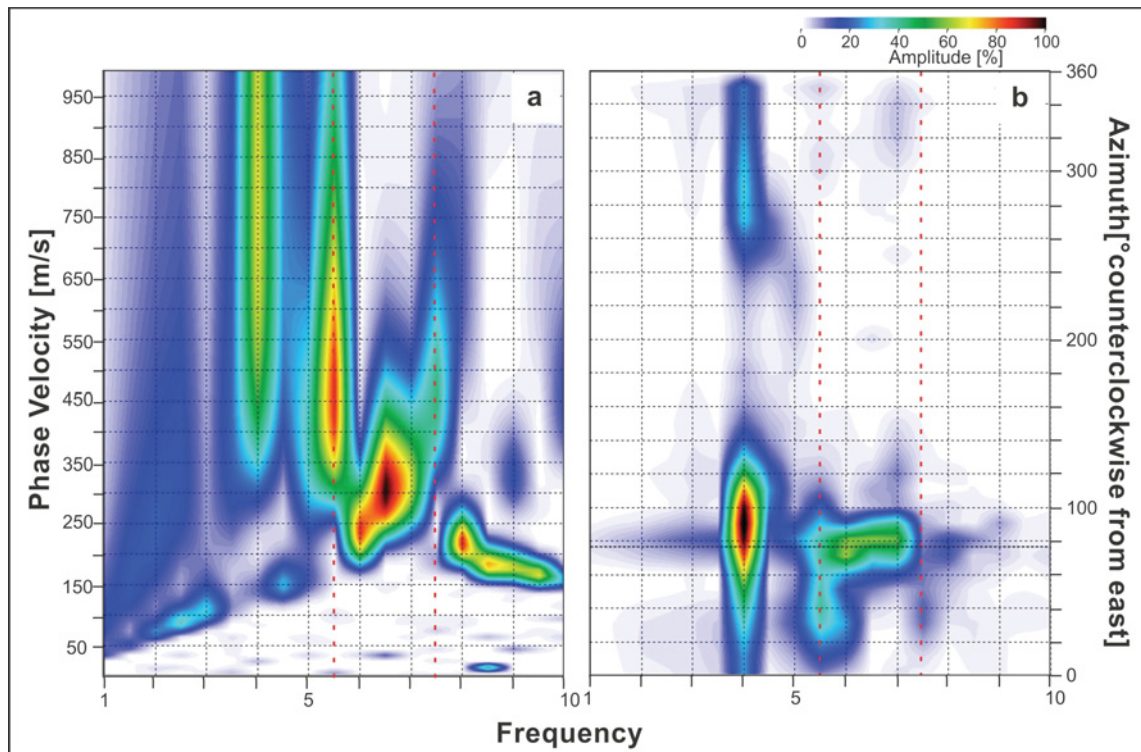 0 20 40 60 80 100
Amplitude [%]
a
b
Phase Velocity [m/s]
950
850
750
650
550
450
350
250
150
50
1 5 10
360
300
200
100
0
1 5 10
Azimuth[°counterclockwise from east]
Frequency